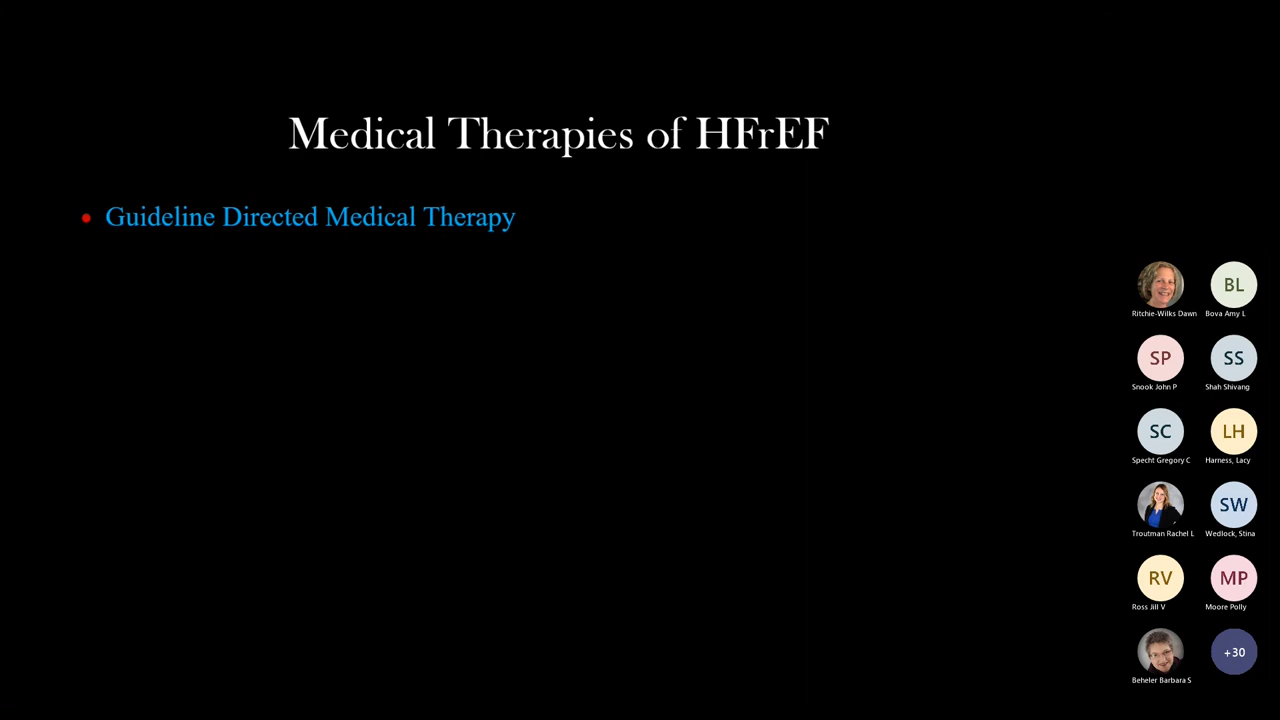 Medical Therapies of HFrEF
Guideline Directed Medical Therapy
BL
Ritchie-Wilks Dawn
Bova Amy L
SP
SS
Snook John P
Shah Shivang
SC
LH
Specht Gregory C
Harness, Lacy
SW
Troutman Rachel L
Wedlock, Stina
RV
MP
Ross Jill V
Moore Polly
+30
Beheler Barbara S